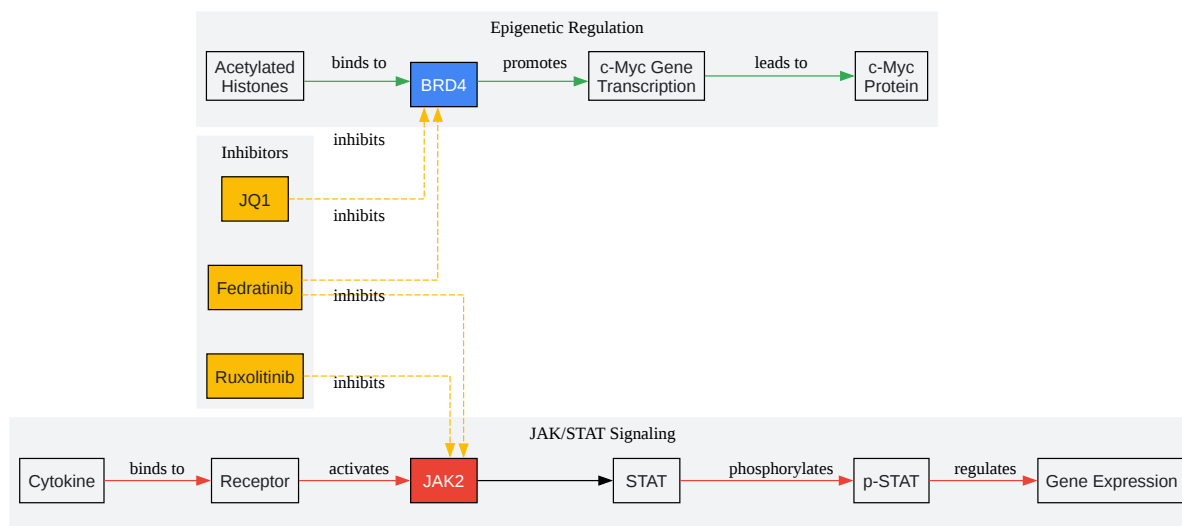 Epigenetic Regulation
Acetylated
Histones
binds to
BRD4
promotes
c-Myc Gene
Transcription
leads to
c-Myc
Protein
inhibits
Inhibitors
JQ1
inhibits
Fedratinib
inhibits
Ruxolitinib
inhibits
JAK/STAT Signaling
Cytokine
binds to
Receptor
activates
JAK2
STAT
phosphorylates
p-STAT
regulates
Gene Expression